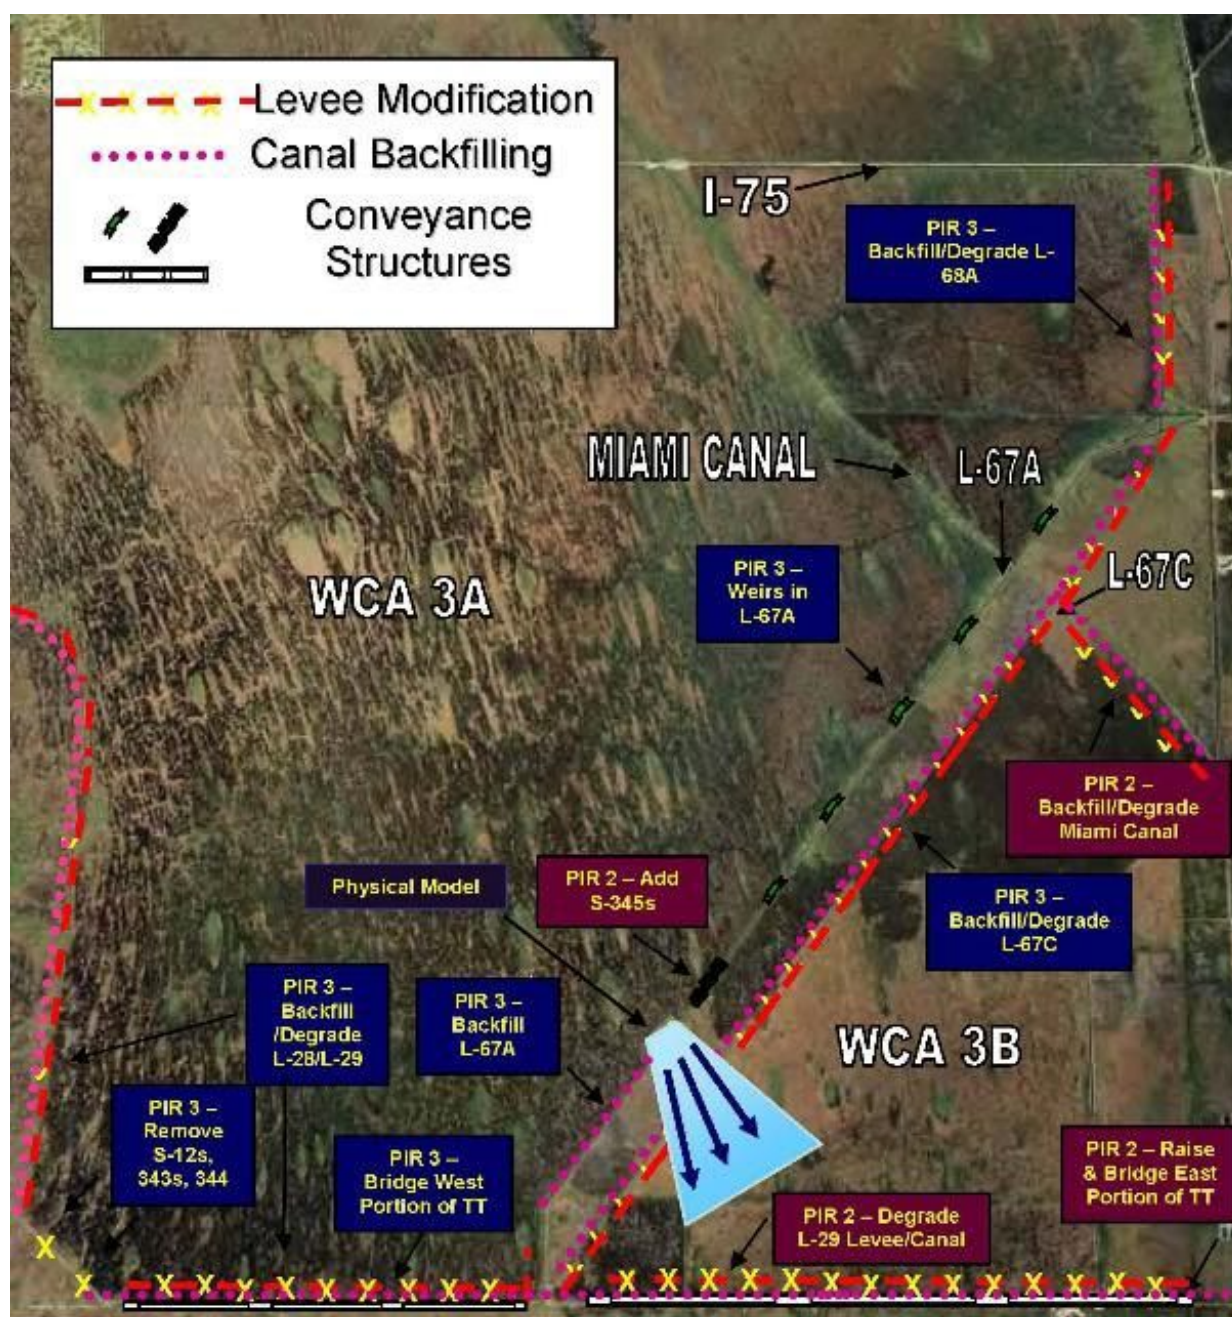 Levee Modification
Canal Backfilling
Conveyance
Structures
I-75
PIR 3 –
Backfill/Degrade L-
68A
MIAMI CANAL
L-67A
PIR 3 –
Weirs in
L-67A
L-67C
WCA 3A
PIR 2 –
Backfill/Degrade
Miami Canal
Physical Model
PIR 2 – Add
S-345s
PIR 3 –
Backfill/Degrade
L-67C
PIR 3 –
Backfill
/Degrade
L-28/L-29
PIR 3 –
Backfill
L-67A
WCA 3B
PIR 3 –
Remove
S-12s,
343s, 344
PIR 3 –
Bridge West
Portion of TT
PIR 2 – Raise
& Bridge East
Portion of TT
PIR 2 – Degrade
L-29 Levee/Canal